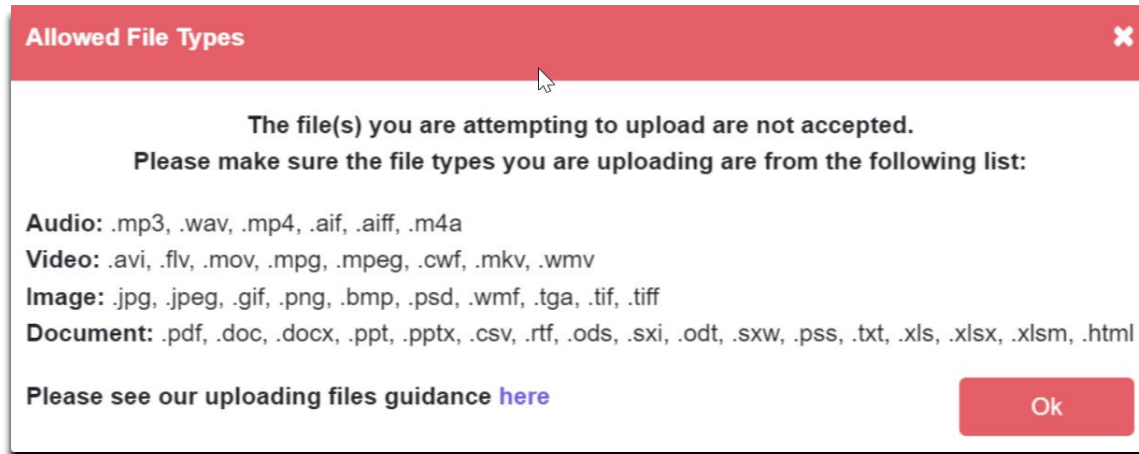 Allowed File Types
The file(s) you are attempting to upload are not accepted.
Please make sure the file types you are uploading are from the following list:
Audio: .mp3, .wav, .mp4, .aif, .aiff, .m4a
Video: .avi, .flv, .mov, .mpg, .mpeg, .cwf, .mkv, .wmv
Image: .jpg, .jpeg, .gif, .png, .bmp, .psd, .wmf, .tga, .tif, .tiff
Document: .pdf, .doc, .docx, .ppt, .pptx, .csv, .rtf, .ods, .sxi, .odt, .sxw, .pss, .txt, .xls, .xlsx, .xlsm, .html
Please see our uploading files guidance here
Ok